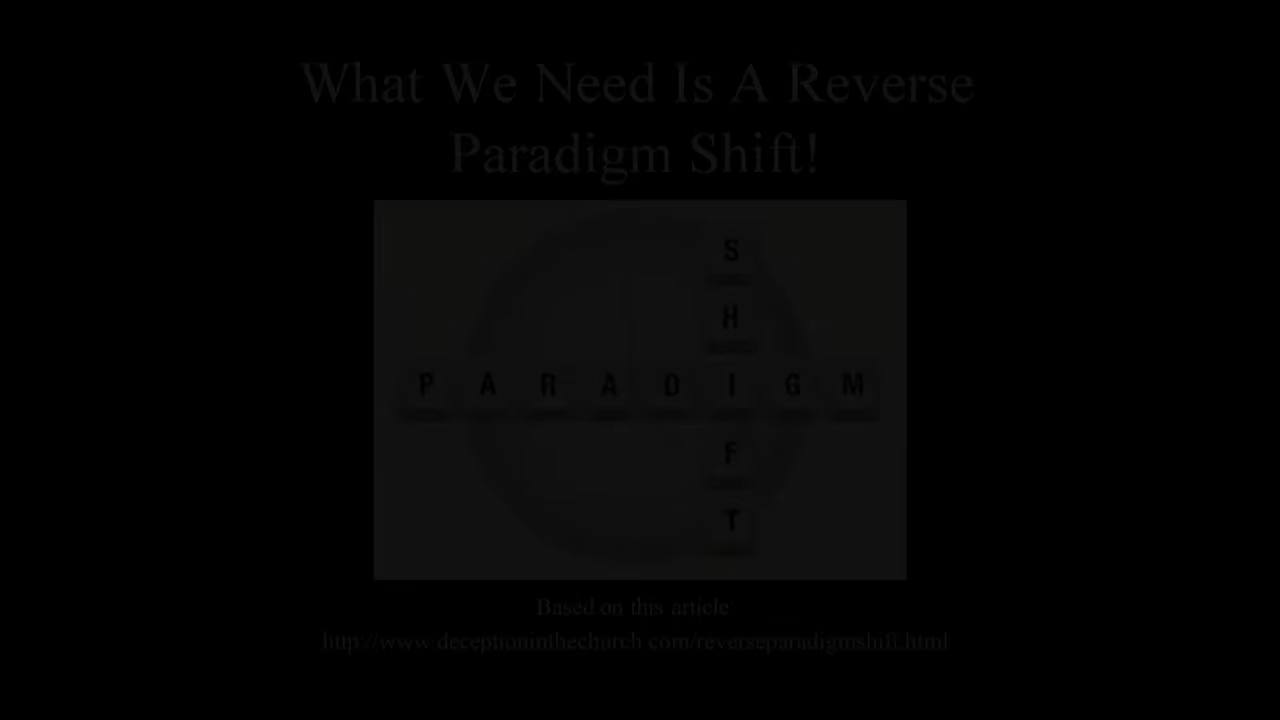 What We Need Is A Reverse
Paradigm Shift!
S
H
P A R A D I G M
F
T
Based on this article:
http://www.deceptioninthechurch.com/reverseparadigmshift.html